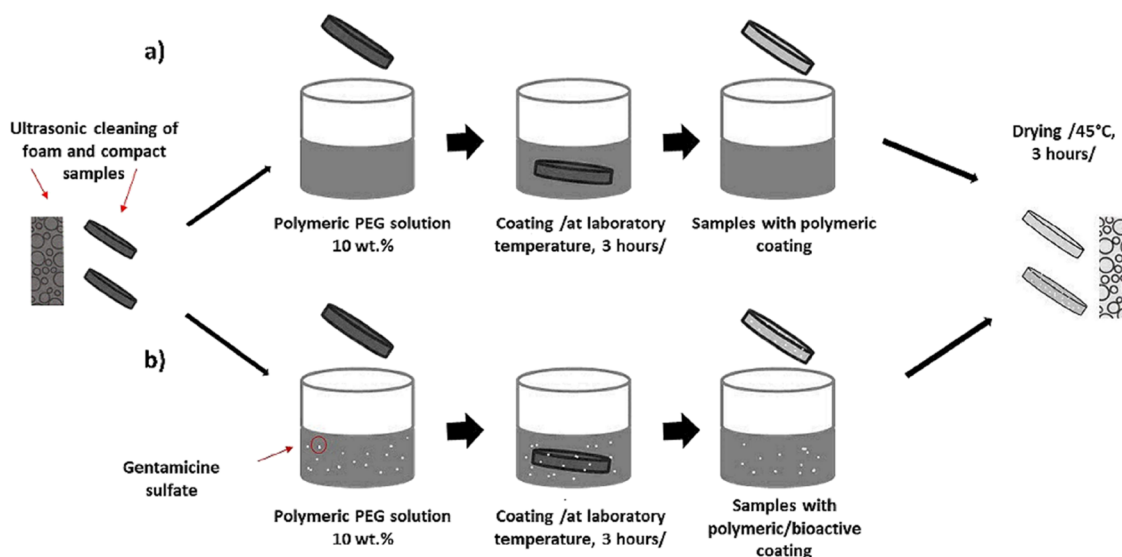 a)
Ultrasonic cleaning of
foam and compact
samples
Polymeric PEG solution
10 wt.%
Coating /at laboratory
temperature, 3 hours/
Samples with polymeric
coating
Drying /45°C,
3 hours/
b)
Gentamicine
sulfate
Polymeric PEG solution
10 wt.%
Coating /at laboratory
temperature, 3 hours/
Samples with
polymeric/bioactive
coating